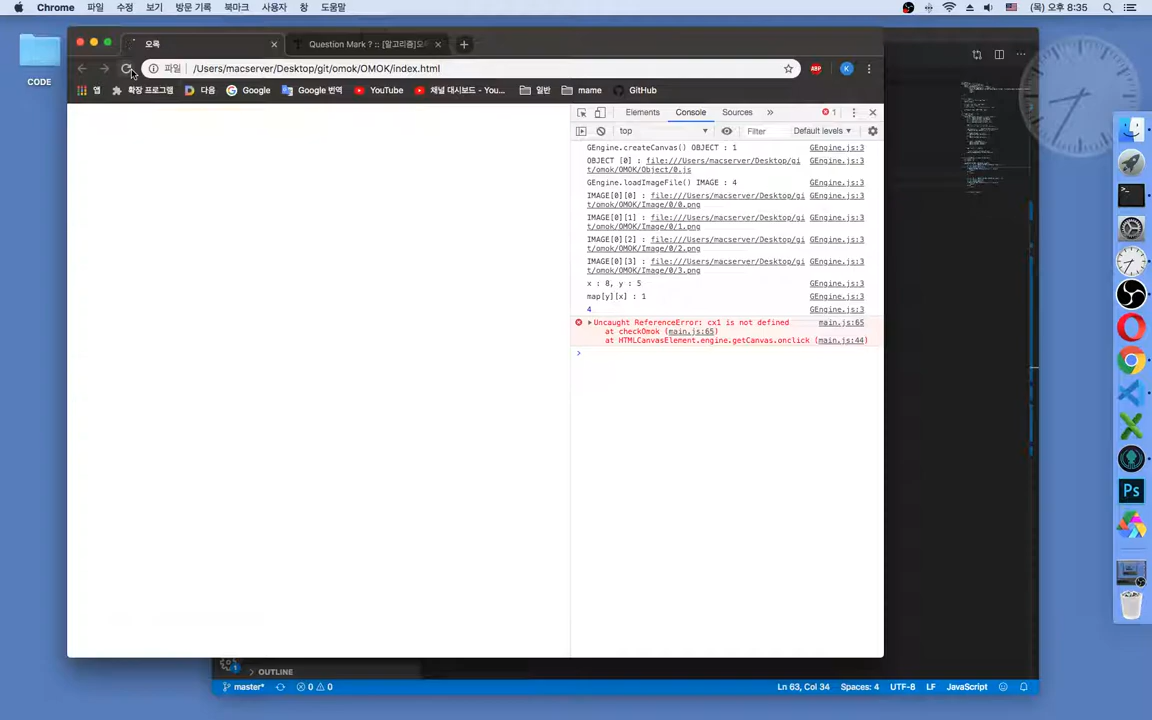 Chrome 파일 수정 보기 방문 기록 북마크 사용자 창 도움말 (목) 오후 8:35
CODE
오목
Question Mark ? :: [알고리즘]오
파일 /Users/macserver/Desktop/git/omok/OMOK/index.html
ABP K
앱 확장 프로그램 다음 Google Google 번역 YouTube 채널 대시보드 - You... 일반 mame GitHub
Elements Console Sources » 1
top Filter Default levels ▼
GEngine.createCanvas() OBJECT : 1 GEngine.js:3
OBJECT [0] : file:///Users/macserver/Desktop/gi GEngine.js:3
t/omok/OMOK/Object/0.js
GEngine.loadImageFile() IMAGE : 4 GEngine.js:3
IMAGE[0][0] : file:///Users/macserver/Desktop/gi GEngine.js:3
t/omok/OMOK/Image/0/0.png
IMAGE[0][1] : file:///Users/macserver/Desktop/gi GEngine.js:3
t/omok/OMOK/Image/0/1.png
IMAGE[0][2] : file:///Users/macserver/Desktop/gi GEngine.js:3
t/omok/OMOK/Image/0/2.png
IMAGE[0][3] : file:///Users/macserver/Desktop/gi GEngine.js:3
t/omok/OMOK/Image/0/3.png
x : 8, y : 5 GEngine.js:3
map[y][x] : 1 GEngine.js:3
4 GEngine.js:3
Uncaught ReferenceError: cx1 is not defined main.js:65
at checkOmok (main.js:65)
at HTMLCanvasElement.engine.getCanvas.onclick (main.js:44)
>
Ps
1 OUTLINE
master* 0 0 Ln 63, Col 34 Spaces: 4 UTF-8 LF JavaScript